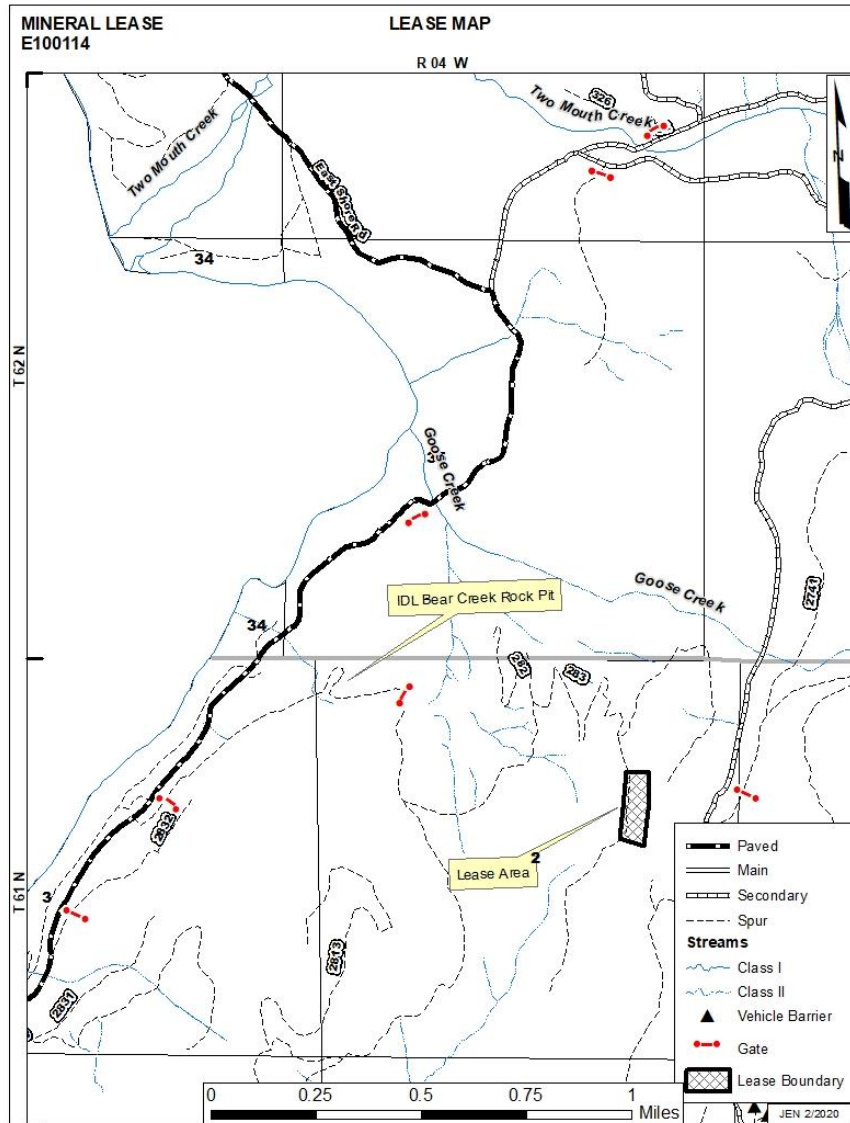 MINERAL LEASE
E100114
LEASE MAP
R 04 W
Two Mouth Creek
326
Two Mouth Creek
East Shore Rd
N
34
T 62 N
Goose Creek
Goose Creek
2741
IDL Bear Creek Rock Pit
34
282
283
2832
Lease Area
2
T 61 N
3
2813
2831
Paved
Main
Secondary
Spur
Streams
Class I
Class II
Vehicle Barrier
Gate
Lease Boundary
0 0.25 0.5 0.75 1
Miles
JEN 2/2020